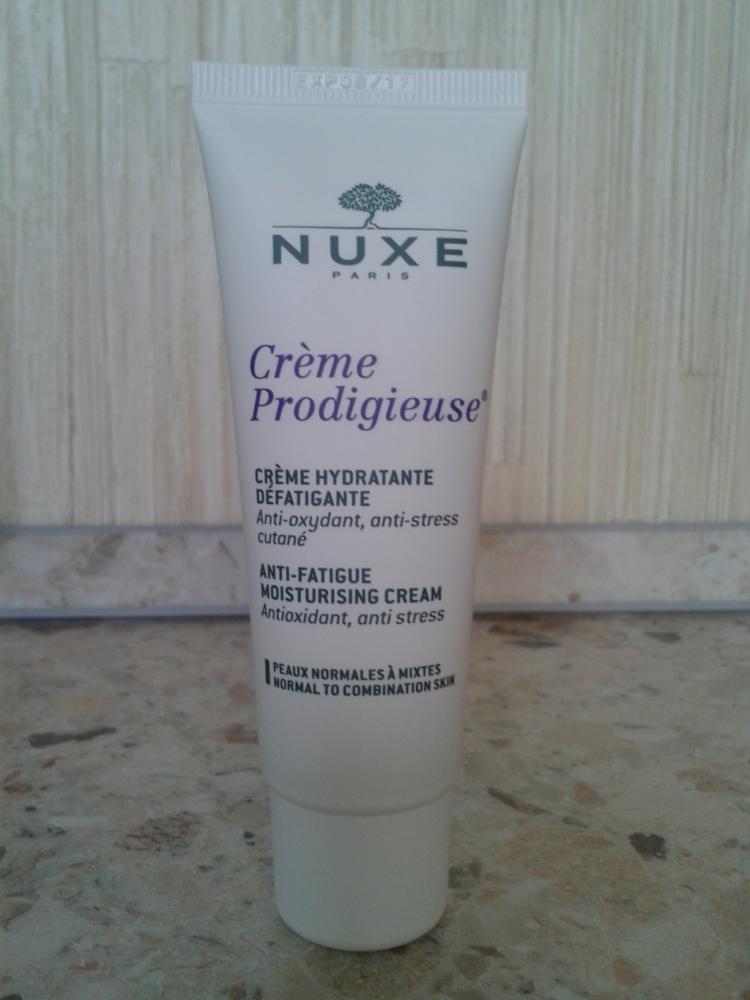 EXP08/17
NUXE
PARIS
Crème
Prodigieuse®
CRÈME HYDRATANTE
DÉFATIGANTE
Anti-oxydant, anti-stress
cutané
ANTI-FATIGUE
MOISTURISING CREAM
Antioxidant, anti stress
PEAUX NORMALES À MIXTES
NORMAL TO COMBINATION SKIN